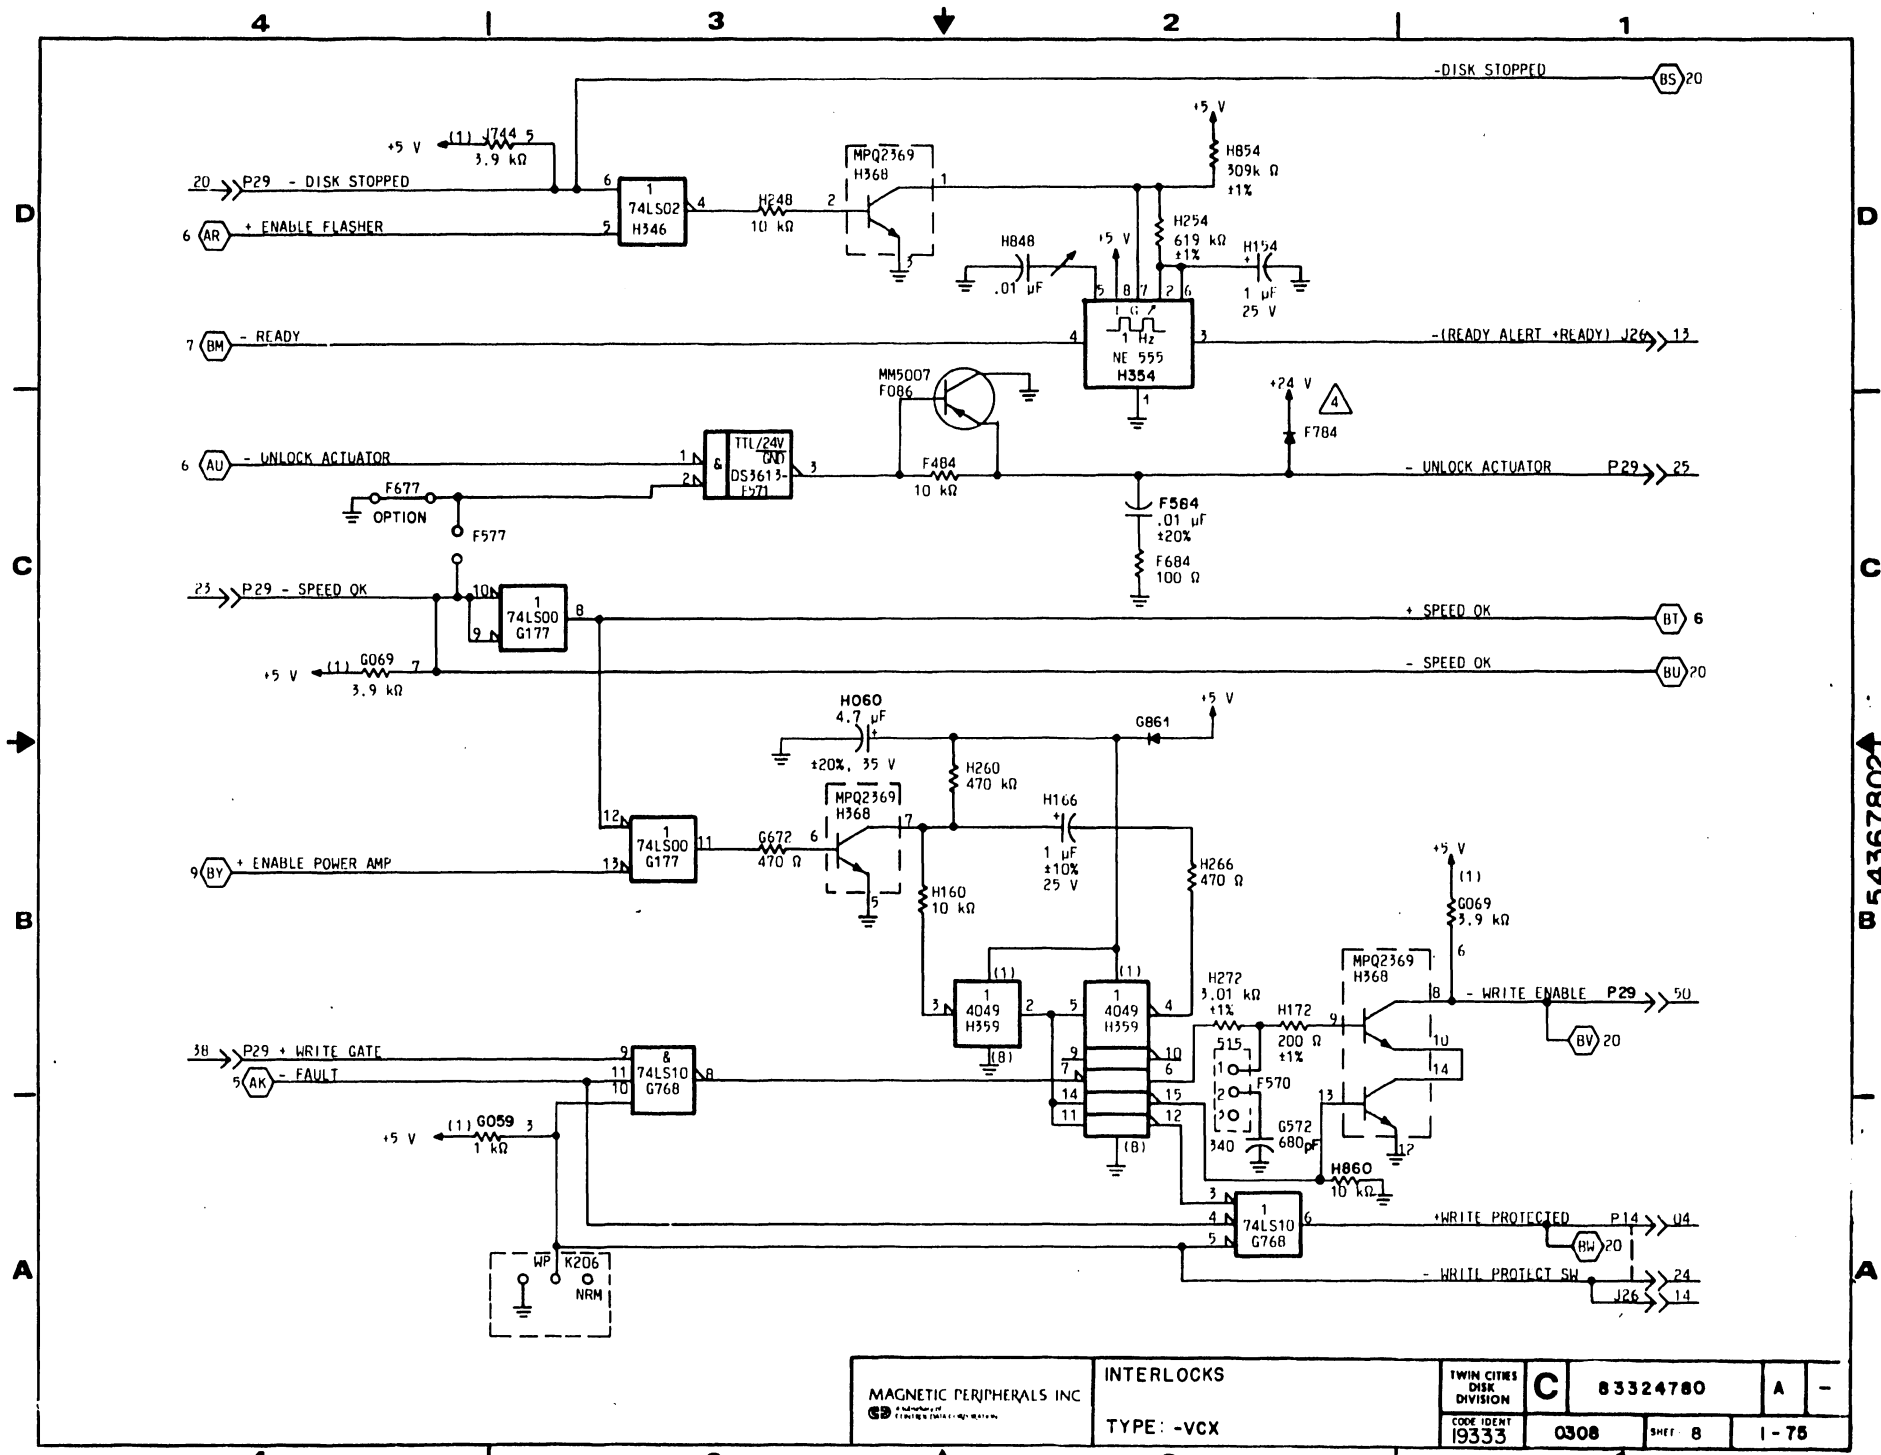 4 3 2 1
-DISK STOPPED BS 20
+5 V (1) J744 5
3.9 kΩ
20 P29 - DISK STOPPED 6
6 AR + ENABLE FLASHER 5
1
74LS02
H346
4
H248
10 kΩ
2
MPQ2369
H368
1
3
+5 V
H854
309k Ω
±1%
H254
619 kΩ
±1%
H848
.01 µF
+5 V
H154
+
1 µF
25 V
5 8 7 2 6
1 Hz
NE 555
H354
4
3
1
D D
7 BM - READY
-(READY ALERT +READY) J26 13
MM5007
F086
+24 V
4
F784
6 AU - UNLOCK ACTUATOR 1
2
&
TTL/24V
GND
DS3613-
F571
3
F484
10 kΩ
- UNLOCK ACTUATOR P29 25
F677
OPTION
F577
F584
.01 µF
±20%
F684
100 Ω
C C
23 P29 - SPEED OK 10
9
1
74LS00
G177
8
+ SPEED OK BT 6
+5 V (1) G069 7
3.9 kΩ
- SPEED OK BU 20
H060
4.7 µF
+
±20%, 35 V
G861
+5 V
H260
470 kΩ
MPQ2369
H368
6 7
5
H166
+
1 µF
±10%
25 V
H266
470 Ω
12
13
1
74LS00
G177
11
G672
470 Ω
9 BY + ENABLE POWER AMP
H160
10 kΩ
B B
54367802
+5 V
(1)
G069
3.9 kΩ
6
(1)
3
1
4049
H359
2
(8)
(1)
5
1
4049
H359
4
9 10
7 6
14 15
11 12
(8)
H272
3.01 kΩ
±1%
H172
200 Ω
±1%
515
1
2
3
F570
340
G572
680pF
MPQ2369
H368
9
8
10
14
13
12
- WRITE ENABLE P29 50
BV 20
38 P29 + WRITE GATE 9
5 AK - FAULT 11
10
&
74LS10
G768
8
+5 V (1) G059 3
1 kΩ
H860
10 kΩ
3
4
5
1
74LS10
G768
6
+WRITE PROTECTED P14 04
BW 20
- WRITE PROTECT SW 24
J26 14
WP K206
NRM
A A
MAGNETIC PERIPHERALS INC
INTERLOCKS
TYPE: -VCX
TWIN CITIES
DISK
DIVISION
C 83324780 A -
CODE IDENT
19333
0308 SHEET 8 1-75